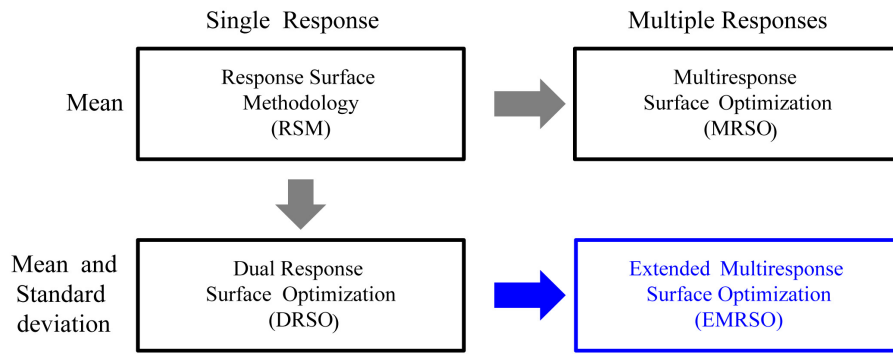 Single Response
Multiple Responses
Mean
Response Surface
Methodology
(RSM)
Multiresponse
Surface Optimization
(MRSO)
Mean and
Standard
deviation
Dual Response
Surface Optimization
(DRSO)
Extended Multiresponse
Surface Optimization
(EMRSO)